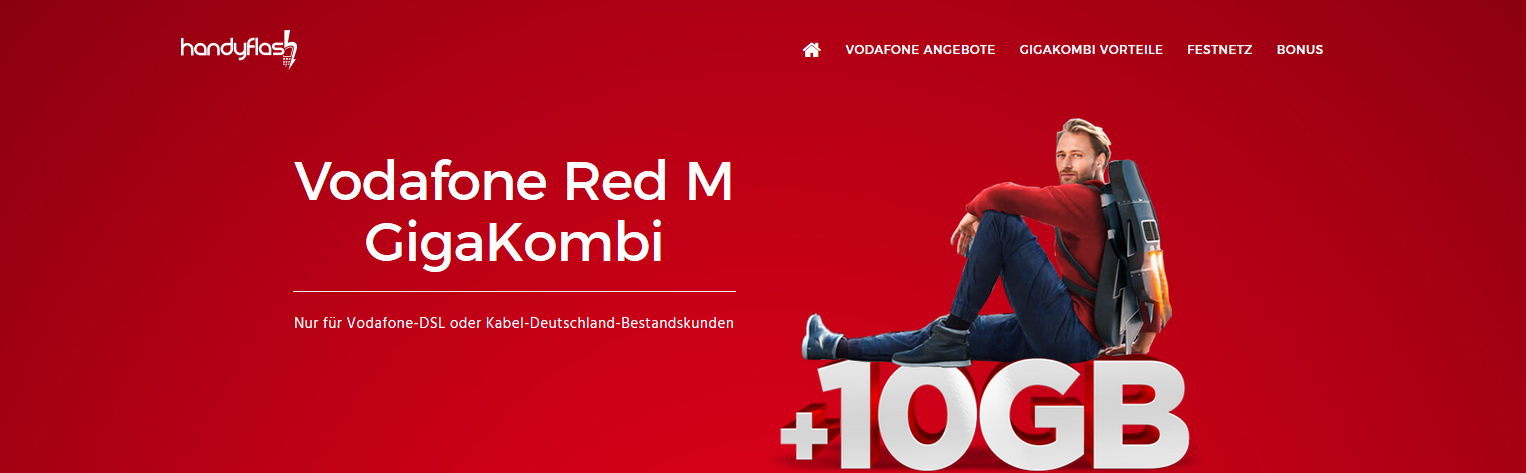 handyflash
VODAFONE ANGEBOTE GIGAKOMBI VORTEILE FESTNETZ BONUS
Vodafone Red M
GigaKombi
Nur für Vodafone-DSL oder Kabel-Deutschland-Bestandskunden
+10GB